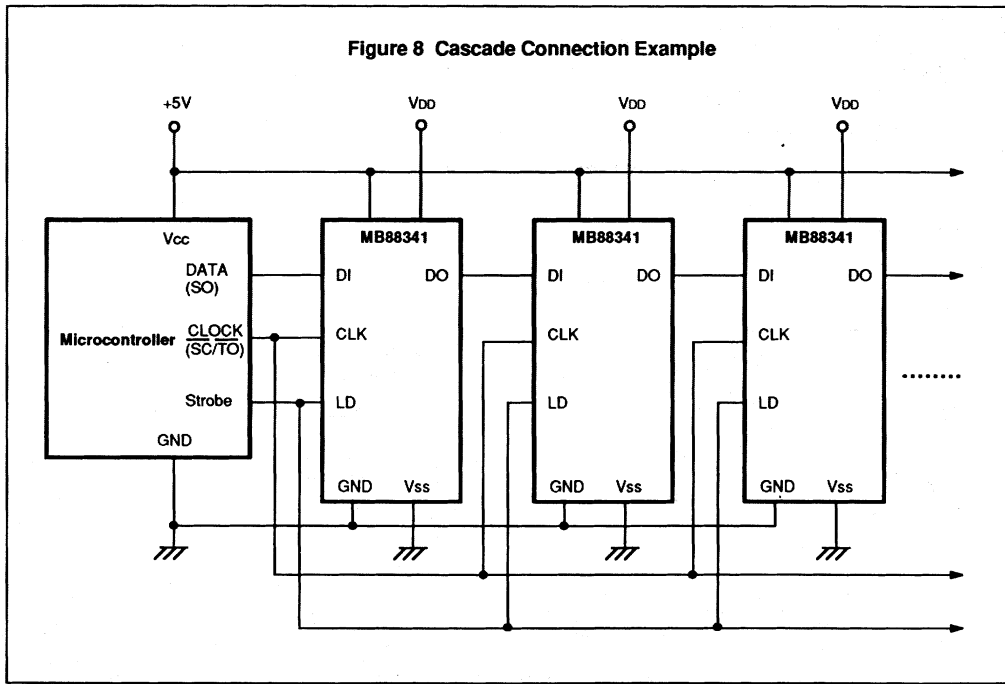 Figure 8 Cascade Connection Example
+5V VDD VDD VDD
Vcc MB88341 MB88341 MB88341
DATA DI DO DI DO DI DO
(SO)
Microcontroller CLOCK CLK CLK CLK
(SC/TO)
Strobe LD LD LD
GND
GND Vss GND Vss GND Vss